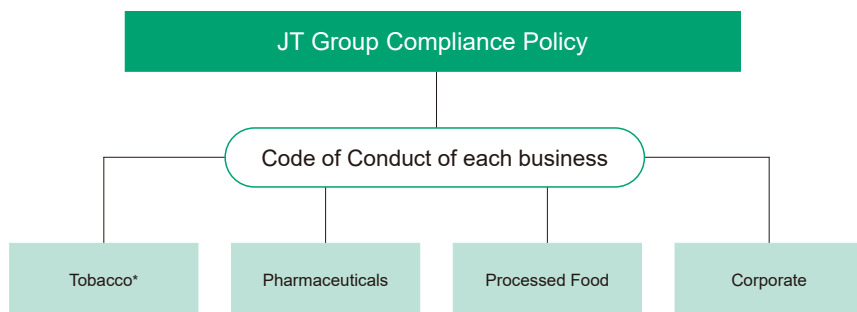 JT Group Compliance Policy
Code of Conduct of each business
Tobacco*
Pharmaceuticals
Processed Food
Corporate